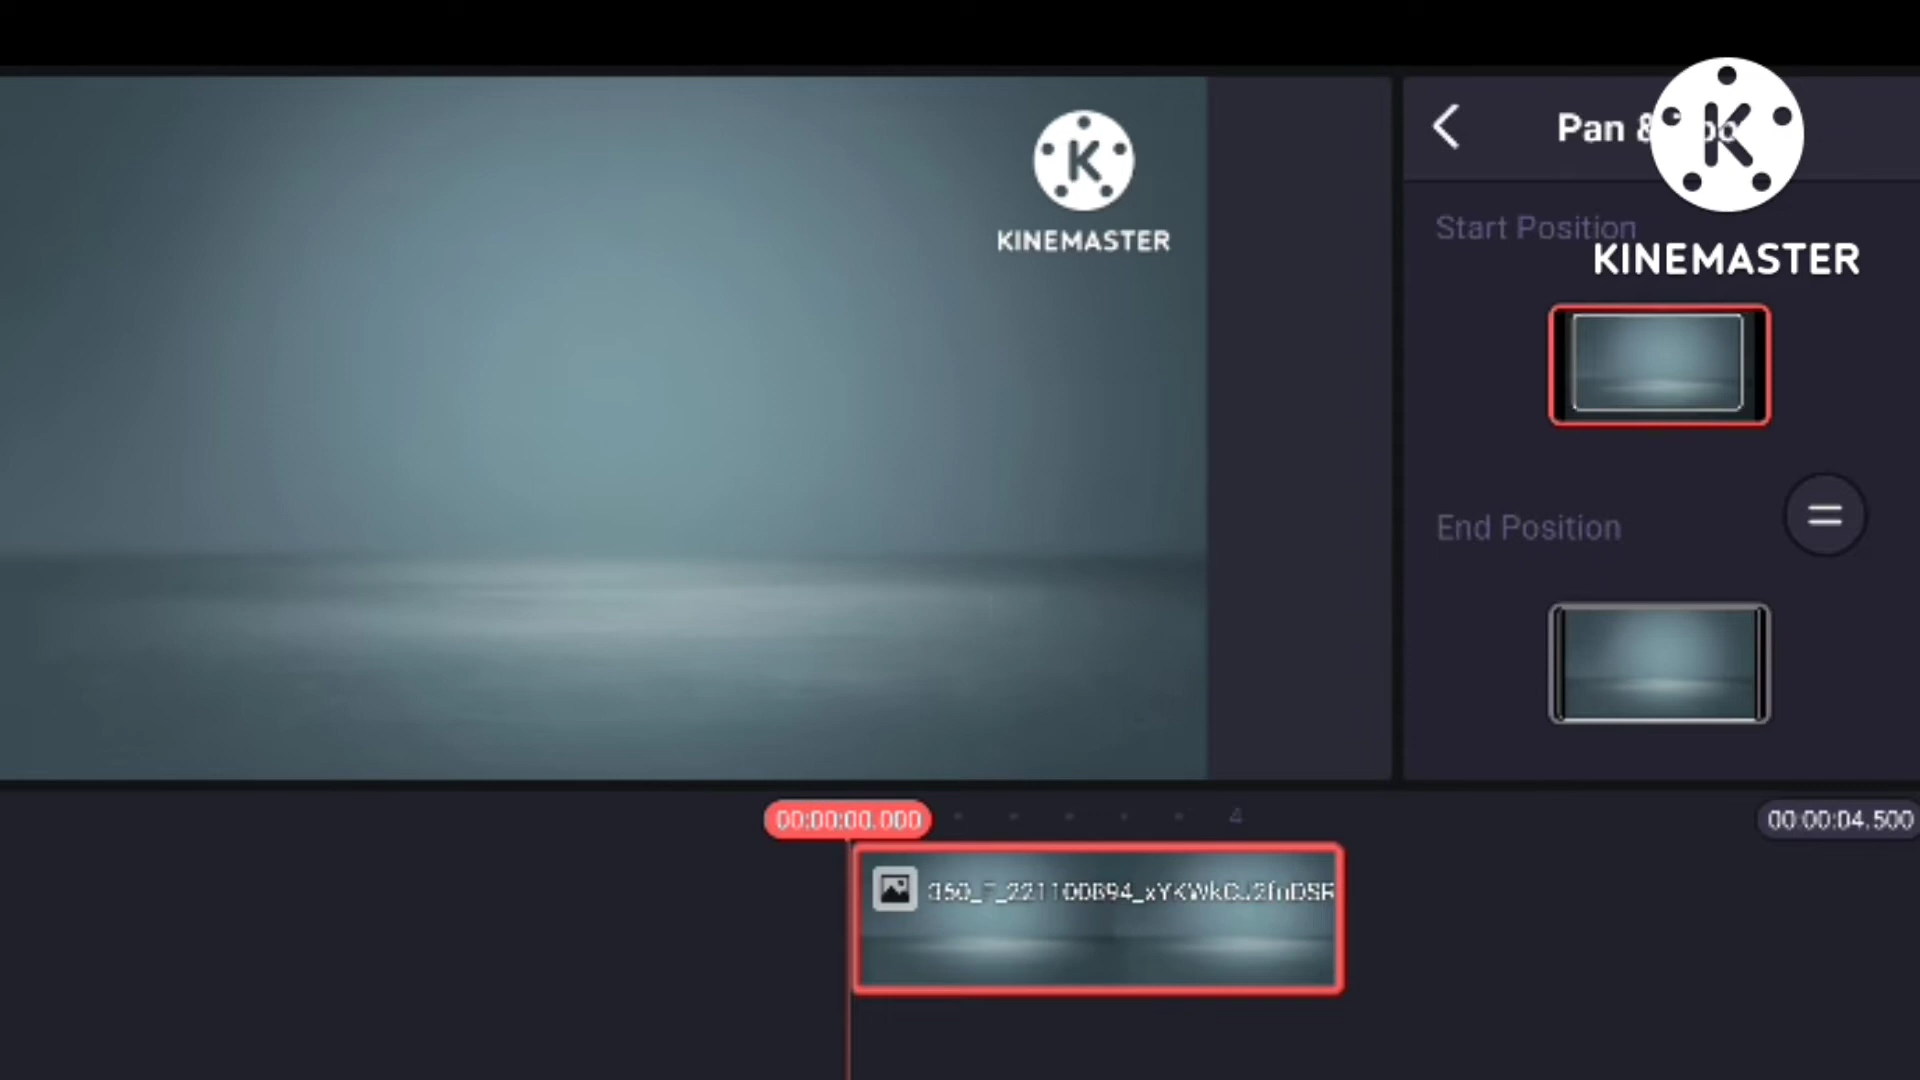 K
KINEMASTER
Pan &
K
KINEMASTER
Start Position
End Position
00:00:00.000
4
00:00:04.500